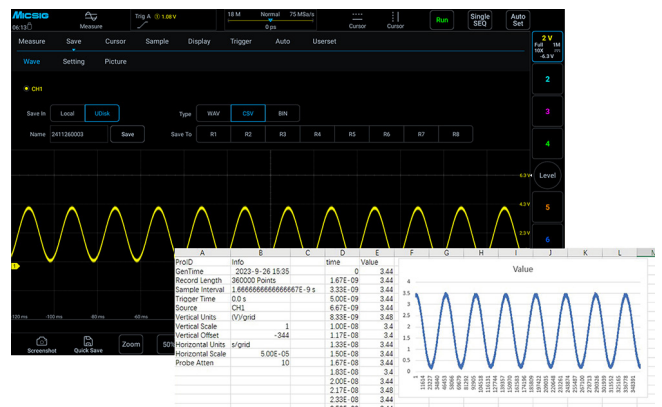 Micsig
06:13
Measure
Trig A ① 1.08 V
18 M Normal 75 MSa/s
0 ps
Cursor Cursor
Run
Single SEQ
Auto Set
Measure Save Cursor Sample Display Trigger Auto Userset
2 V
Full 1M
10X
-6.3 V
Wave Setting Picture
2
CH1
3
Save In Local UDisk Type WAV CSV BIN
Name 2411260003 Save Save To R1 R2 R3 R4 R5 R6 R7 R8
4
6.3 V
Level
4.3 V
5
2.3 V
6
-100 ms -80 ms -60 ms
Screenshot Quick Save Zoom 50%
A B C D E F G H I J K L
ProID Info time Value
GenTime 2023-9-26 15:35 0 3.44
Record Length 360000 Points 1.67E-09 3.44
Sample Interval 1.6666666666666667E-9 s 3.33E-09 3.44
Trigger Time 0.0 s 5.00E-09 3.44
Source CH1 6.67E-09 3.44
Vertical Units (V)/grid 8.33E-09 3.48
Vertical Scale 1 1.00E-08 3.4
Vertical Offset -344 1.17E-08 3.4
Horizontal Units s/grid 1.33E-08 3.44
Horizontal Scale 5.00E-05 1.50E-08 3.44
Probe Atten 10 1.67E-08 3.44
1.83E-08 3.4
2.00E-08 3.44
2.17E-08 3.48
2.33E-08 3.44
Value
4
3.5
3
2.5
2
1.5
1
0.5
0